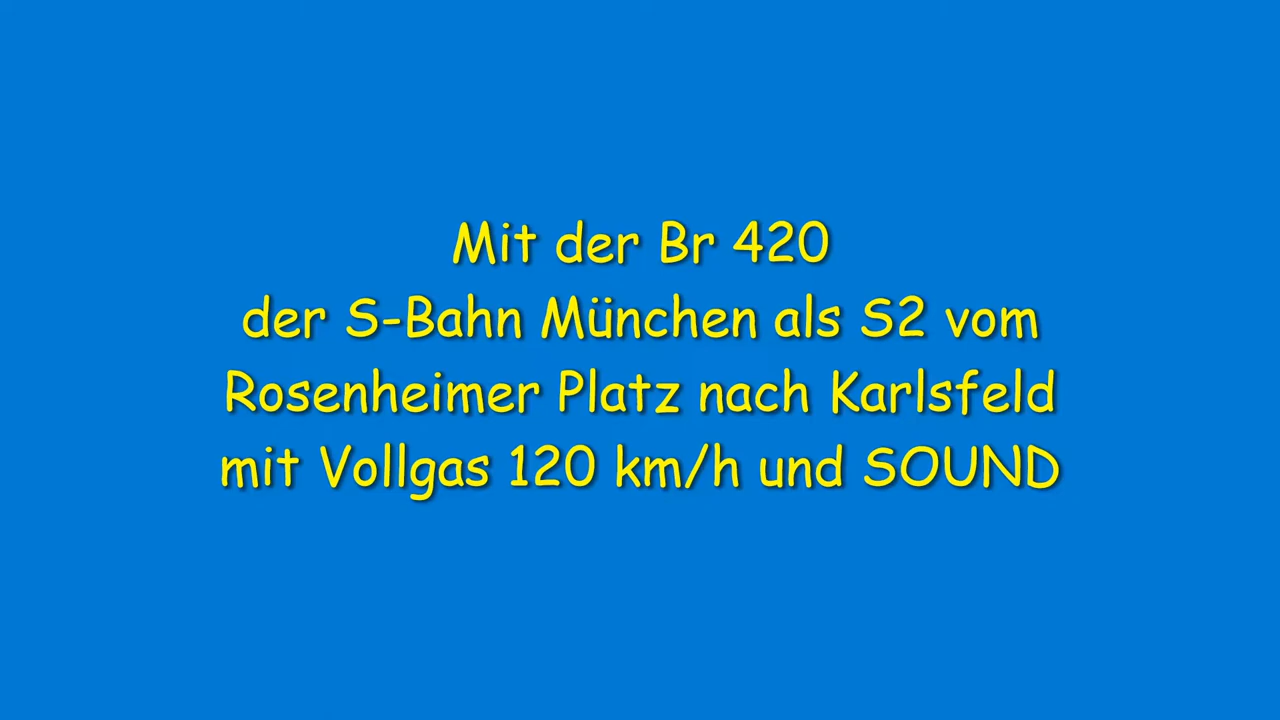 Mit der Br 420
der S-Bahn München als S2 vom
Rosenheimer Platz nach Karlsfeld
mit Vollgas 120 km/h und SOUND